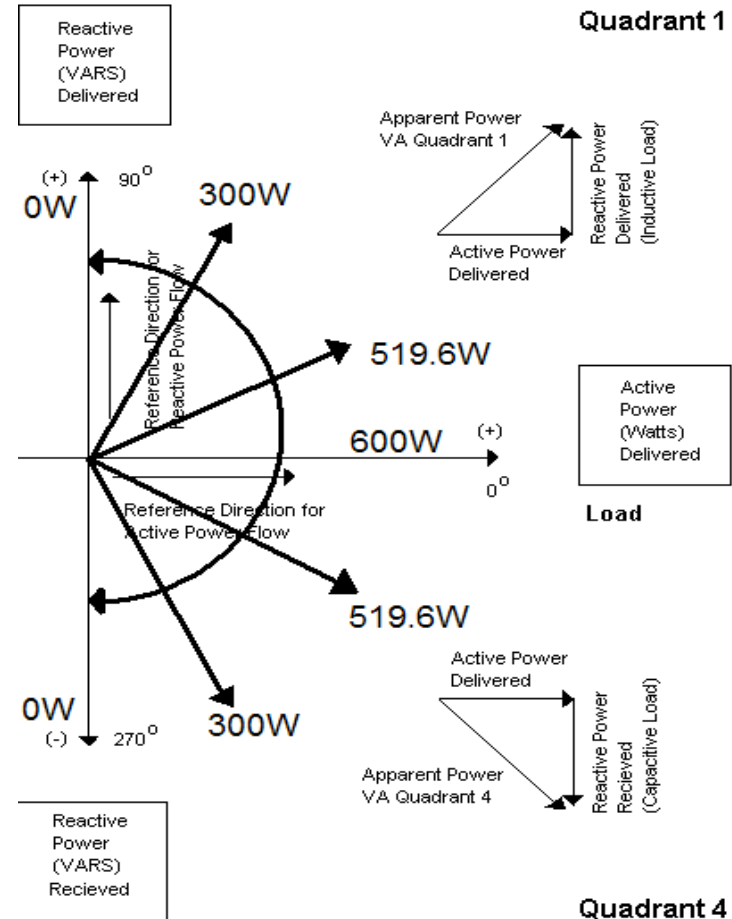 Quadrant 1
Reactive
Power
(VARS)
Delivered
Apparent Power
VA Quadrant 1
Reactive Power
Delivered
(Inductive Load)
Active Power
Delivered
(+)
90°
0W
300W
Reference Direction for
Reactive Power Flow
519.6W
600W
(+)
0°
Active
Power
(Watts)
Delivered
Load
Reference Direction for
Active Power Flow
519.6W
Active Power
Delivered
0W
(-)
270°
300W
Reactive Power
Recieved
(Capacitive Load)
Apparent Power
VA Quadrant 4
Reactive
Power
(VARS)
Recieved
Quadrant 4